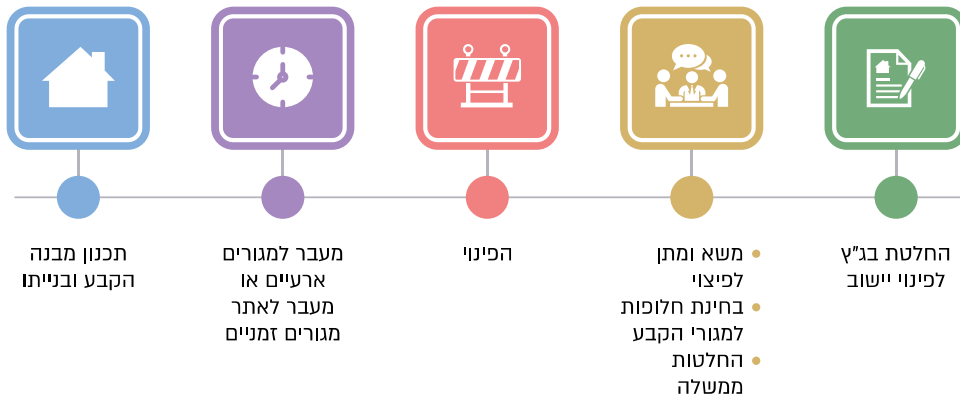 החלטת בג"ץ
לפינוי יישוב
• משא ומתן
לפיצוי
• בחינת חלופות
למגורי הקבע
• החלטות
ממשלה
הפינוי
מעבר למגורים
ארעיים או
מעבר לאתר
מגורים זמניים
תכנון מבנה
הקבע ובנייתו